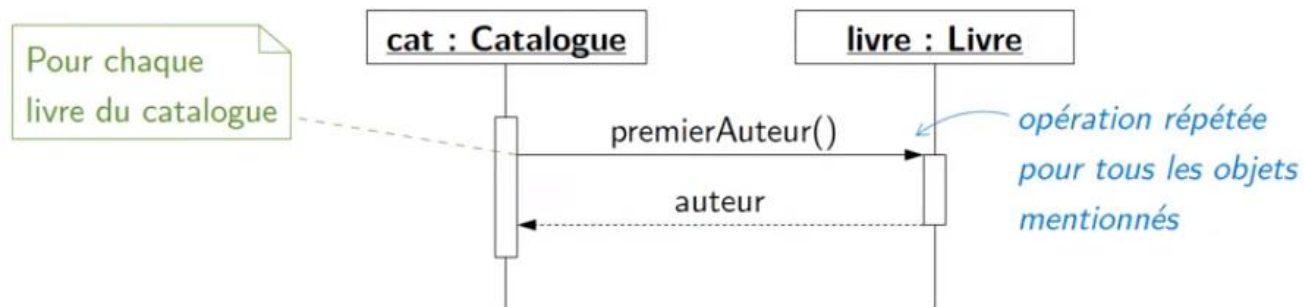 cat : Catalogue
livre : Livre
Pour chaque
livre du catalogue
premierAuteur()
opération répétée
pour tous les objets
mentionnés
auteur